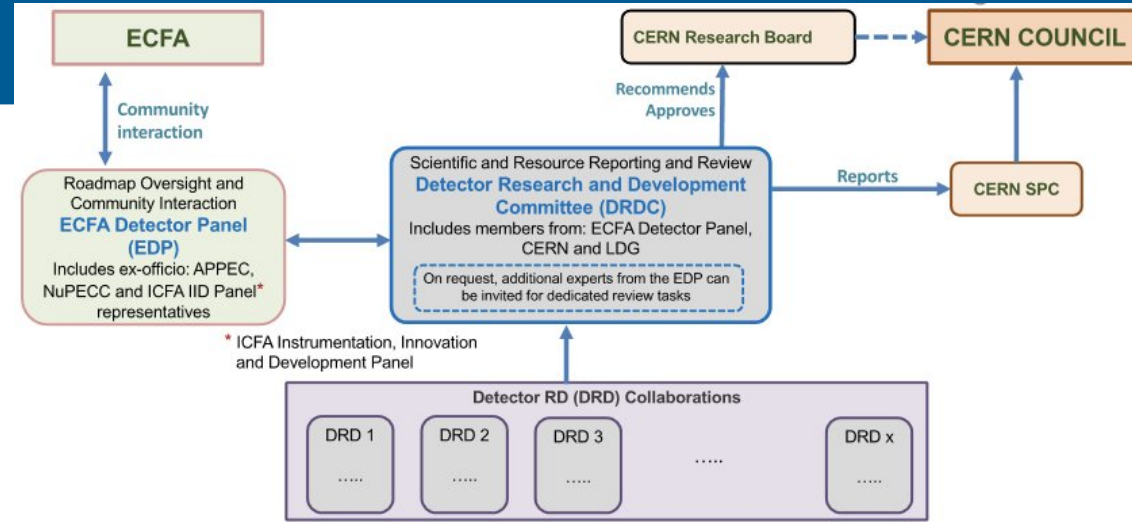 ECFA
CERN Research Board
CERN COUNCIL
Community
interaction
Recommends
Approves
Roadmap Oversight and
Community Interaction
ECFA Detector Panel
(EDP)
Includes ex-officio: APPEC,
NuPECC and ICFA IID Panel*
representatives
Scientific and Resource Reporting and Review
Detector Research and Development
Committee (DRDC)
Includes members from: ECFA Detector Panel,
CERN and LDG
On request, additional experts from the EDP can
be invited for dedicated review tasks
Reports
CERN SPC
* ICFA Instrumentation, Innovation
and Development Panel
Detector RD (DRD) Collaborations
DRD 1
.....
DRD 2
.....
DRD 3
.....
.....
DRD x
.....